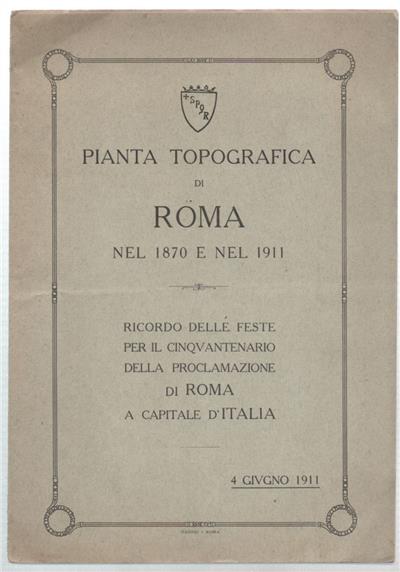 +SPQR
PIANTA TOPOGRAFICA
DI
ROMA
NEL 1870 E NEL 1911
RICORDO DELLE FESTE
PER IL CINQVANTENARIO
DELLA PROCLAMAZIONE
DI ROMA
A CAPITALE D'ITALIA
4 GIVGNO 1911